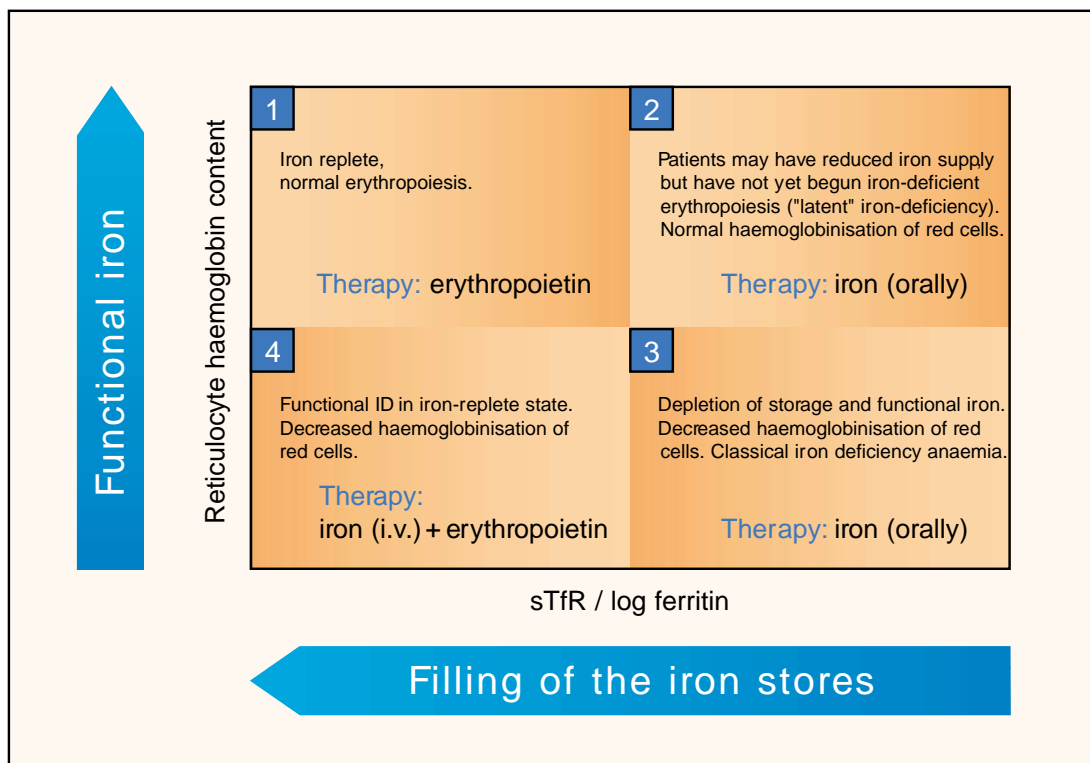 Functional iron
Reticulocyte haemoglobin content
1
Iron replete,
normal erythropoiesis.
Therapy: erythropoietin
2
Patients may have reduced iron supply,
but have not yet begun iron-deficient
erythropoiesis ("latent" iron-deficiency).
Normal haemoglobinisation of red cells.
Therapy: iron (orally)
4
Functional ID in iron-replete state.
Decreased haemoglobinisation of
red cells.
Therapy:
iron (i.v.) + erythropoietin
3
Depletion of storage and functional iron.
Decreased haemoglobinisation of red
cells. Classical iron deficiency anaemia.
Therapy: iron (orally)
sTfR / log ferritin
Filling of the iron stores